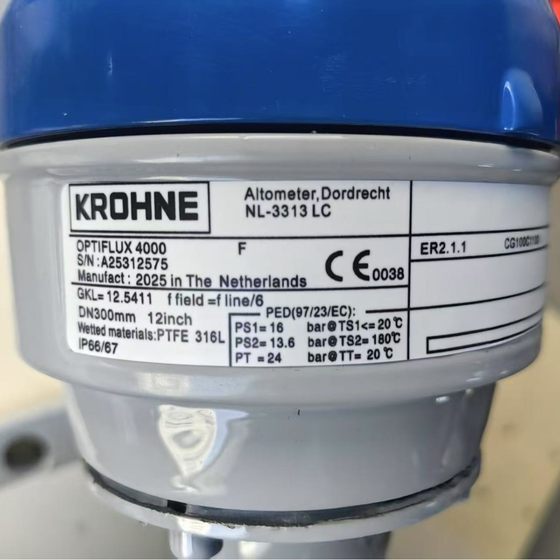 KROHNE
Altometer,Dordrecht
NL-3313 LC
OPTIFLUX 4000 F
S/N:A25312575
Manufact: 2025 in The Netherlands
CE 0038
GKL= 12.5411 f field =f line/6
DN300mm 12inch
Wetted materials:PTFE 316L
IP66/67
PED(97/23/EC):
PS1= 16 bar@TS1<= 20℃
PS2= 13.6 bar@TS2= 180℃
PT = 24 bar@TT= 20℃
ER2.1.1